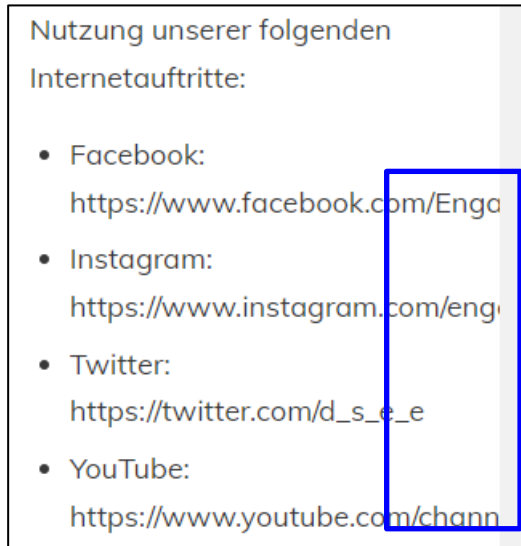 Nutzung unserer folgenden
Internetauftritte:
Facebook:
https://www.facebook.com/Enga
Instagram:
https://www.instagram.com/eng
Twitter:
https://twitter.com/d_s_e_e
YouTube:
https://www.youtube.com/chann